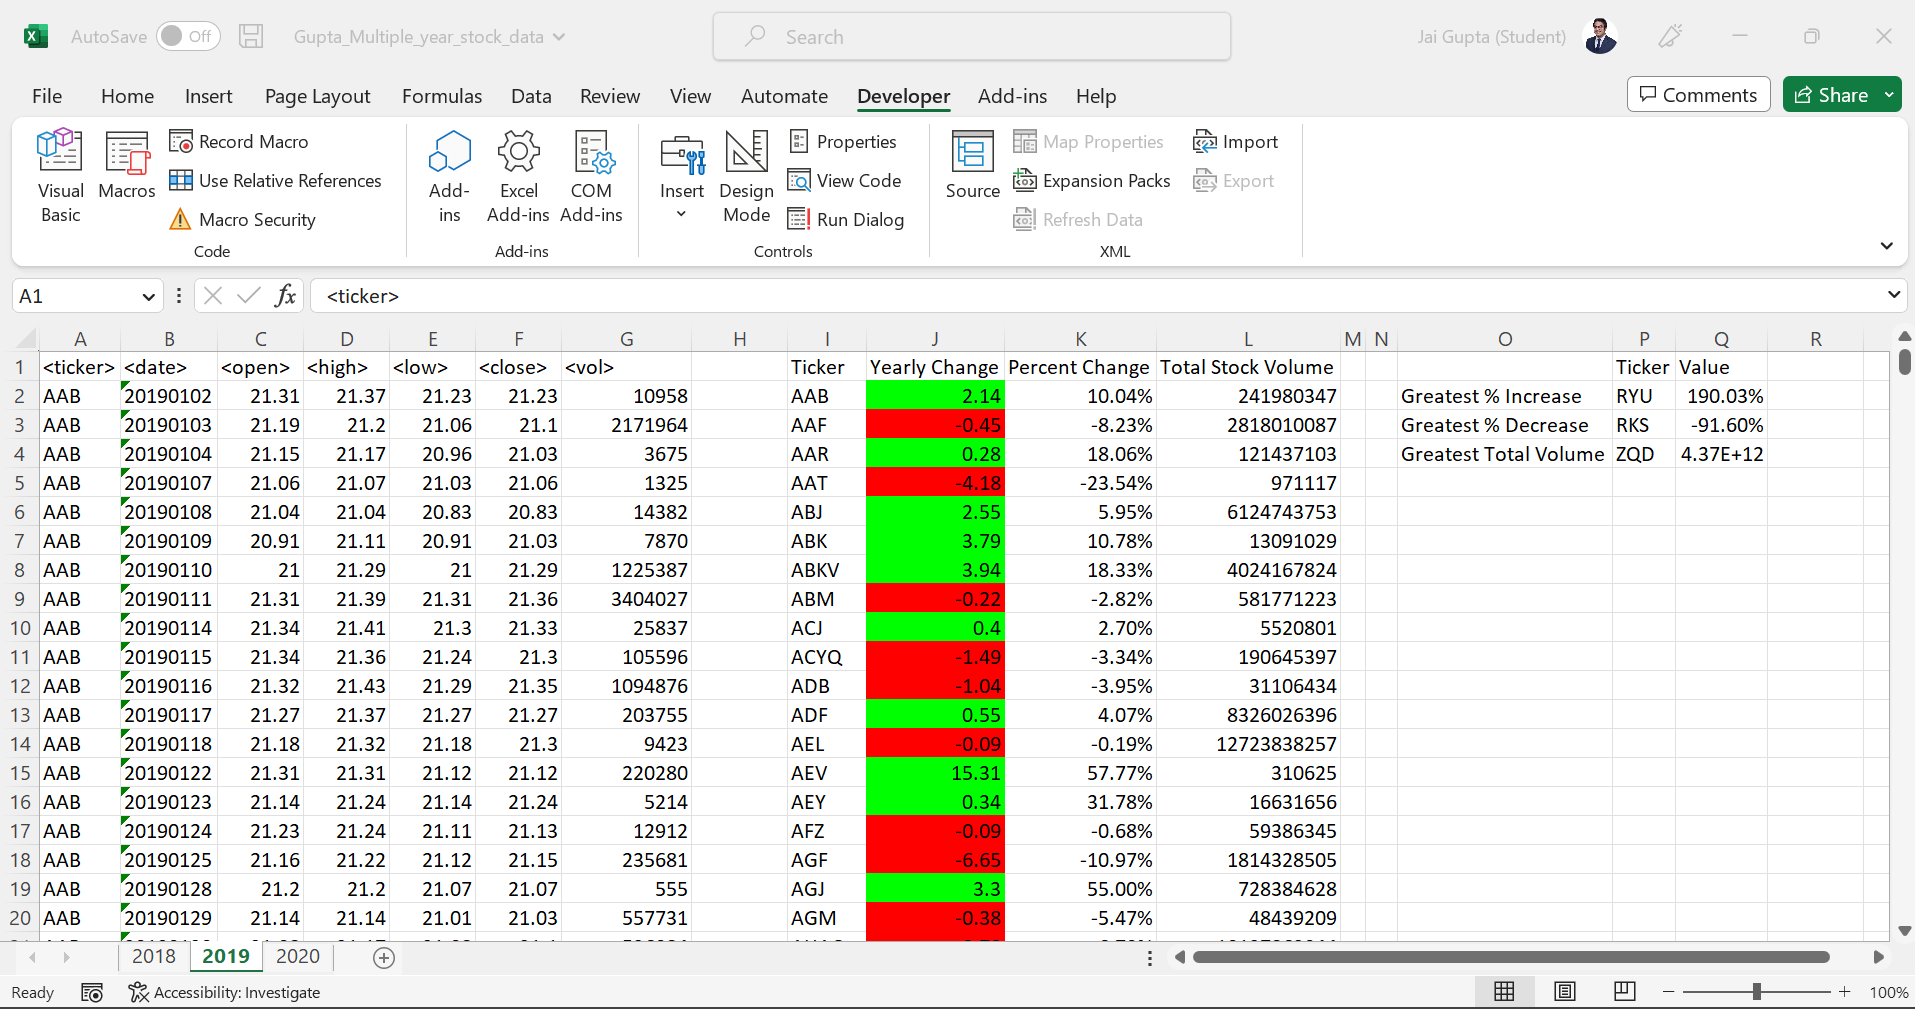 AutoSave Off Gupta_Multiple_year_stock_data Search Jai Gupta (Student)
File Home Insert Page Layout Formulas Data Review View Automate Developer Add-ins Help Comments Share
Visual Basic
Macros
Record Macro
Use Relative References
Macro Security
Code
Add-ins
Excel Add-ins
COM Add-ins
Add-ins
Insert
Design Mode
Properties
View Code
Run Dialog
Controls
Source
Map Properties
Expansion Packs
Refresh Data
Import
Export
XML
A1 fx <ticker>
A B C D E F G H I J K L M N O P Q R
1 <ticker> <date> <open> <high> <low> <close> <vol> Ticker Yearly Change Percent Change Total Stock Volume Ticker Value
2 AAB 20190102 21.31 21.37 21.23 21.23 10958 AAB 2.14 10.04% 241980347 Greatest % Increase RYU 190.03%
3 AAB 20190103 21.19 21.2 21.06 21.1 2171964 AAF -0.45 -8.23% 2818010087 Greatest % Decrease RKS -91.60%
4 AAB 20190104 21.15 21.17 20.96 21.03 3675 AAR 0.28 18.06% 121437103 Greatest Total Volume ZQD 4.37E+12
5 AAB 20190107 21.06 21.07 21.03 21.06 1325 AAT -4.18 -23.54% 971117
6 AAB 20190108 21.04 21.04 20.83 20.83 14382 ABJ 2.55 5.95% 6124743753
7 AAB 20190109 20.91 21.11 20.91 21.03 7870 ABK 3.79 10.78% 13091029
8 AAB 20190110 21 21.29 21 21.29 1225387 ABKV 3.94 18.33% 4024167824
9 AAB 20190111 21.31 21.39 21.31 21.36 3404027 ABM -0.22 -2.82% 581771223
10 AAB 20190114 21.34 21.41 21.3 21.33 25837 ACJ 0.4 2.70% 5520801
11 AAB 20190115 21.34 21.36 21.24 21.3 105596 ACYQ -1.49 -3.34% 190645397
12 AAB 20190116 21.32 21.43 21.29 21.35 1094876 ADB -1.04 -3.95% 31106434
13 AAB 20190117 21.27 21.37 21.27 21.27 203755 ADF 0.55 4.07% 8326026396
14 AAB 20190118 21.18 21.32 21.18 21.3 9423 AEL -0.09 -0.19% 12723838257
15 AAB 20190122 21.31 21.31 21.12 21.12 220280 AEV 15.31 57.77% 310625
16 AAB 20190123 21.14 21.24 21.14 21.24 5214 AEY 0.34 31.78% 16631656
17 AAB 20190124 21.23 21.24 21.11 21.13 12912 AFZ -0.09 -0.68% 59386345
18 AAB 20190125 21.16 21.22 21.12 21.15 235681 AGF -6.65 -10.97% 1814328505
19 AAB 20190128 21.2 21.2 21.07 21.07 555 AGJ 3.3 55.00% 728384628
20 AAB 20190129 21.14 21.14 21.01 21.03 557731 AGM -0.38 -5.47% 48439209
2018 2019 2020
Ready Accessibility: Investigate 100%